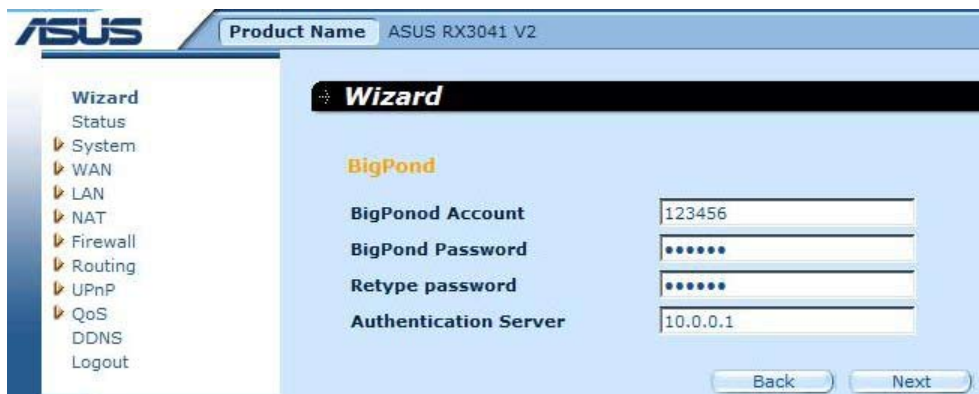 ASUS
Product Name ASUS RX3041 V2
Wizard
Status
System
WAN
LAN
NAT
Firewall
Routing
UPnP
QoS
DDNS
Logout
Wizard
BigPond
BigPonod Account 123456
BigPond Password ••••••
Retype password ••••••
Authentication Server 10.0.0.1
Back Next